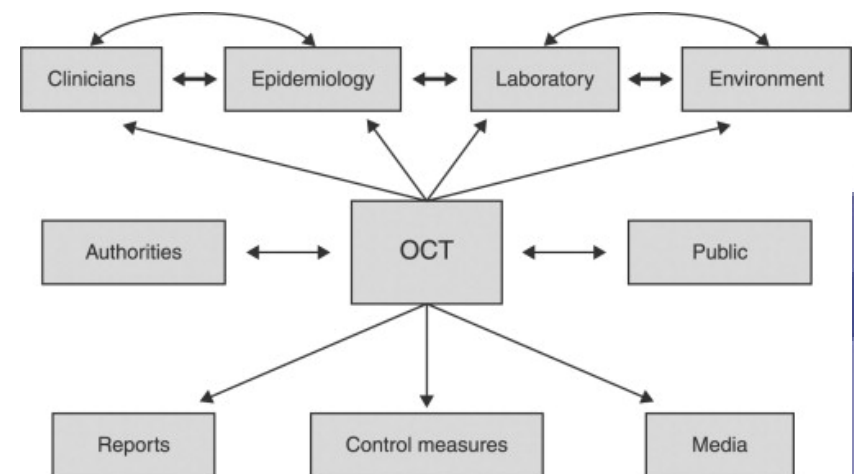 Clinicians
Epidemiology
Laboratory
Environment
Authorities
OCT
Public
Reports
Control measures
Media